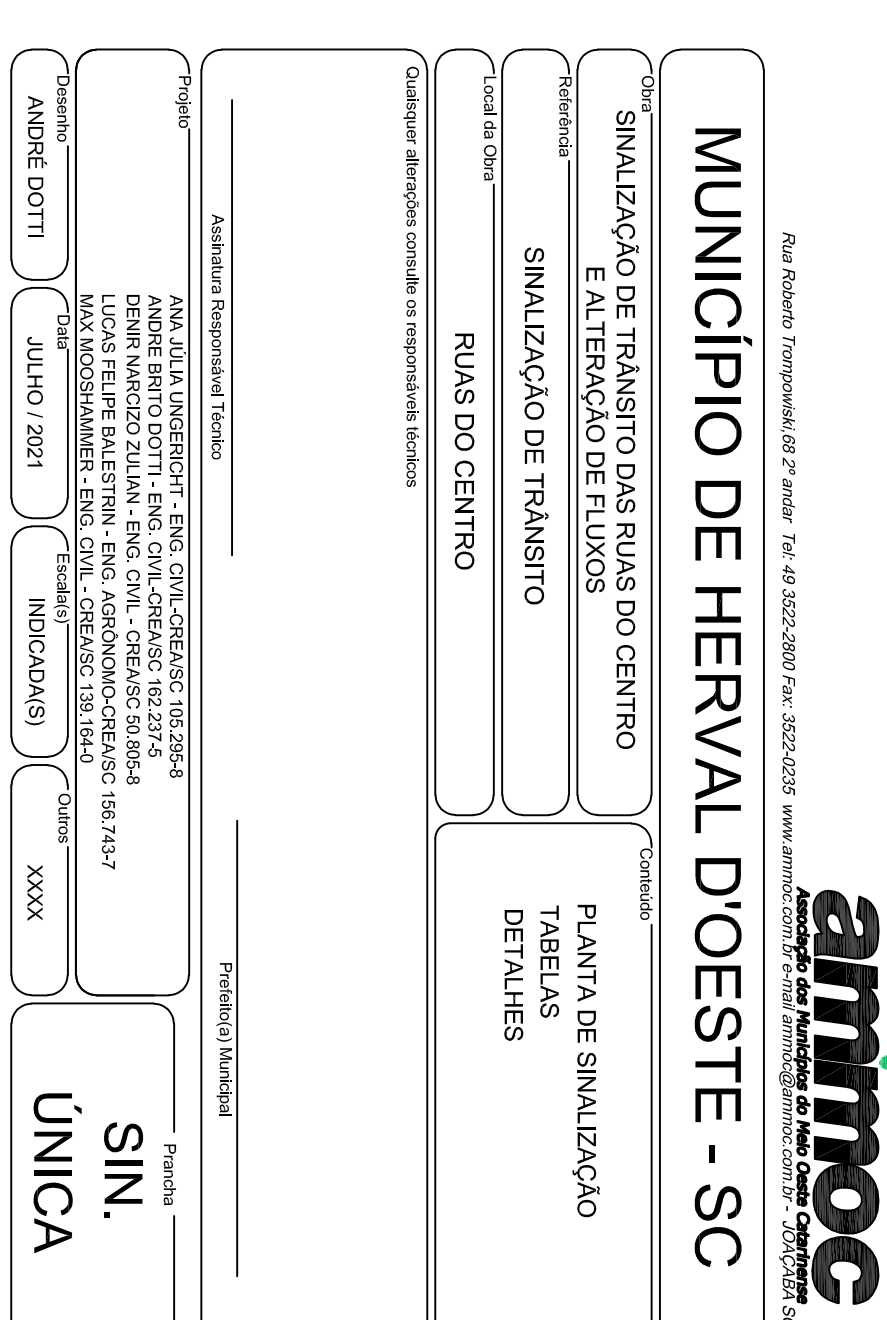 ammoc
Associação dos Municípios do Meio Oeste Catarinense
Rua Roberto Trompowiski,68 2º andar Tel: 49 3522-2800 Fax: 3522-0235 www.ammoc.com.br e-mail ammoc@ammoc.com.br - JOAÇABA
MUNICÍPIO DE HERVAL D'OESTE - SC
Obra
SINALIZAÇÃO DE TRÂNSITO DAS RUAS DO CENTRO
E ALTERAÇÃO DE FLUXOS
Referência
SINALIZAÇÃO DE TRÂNSITO
Local da Obra
RUAS DO CENTRO
Conteúdo
PLANTA DE SINALIZAÇÃO
TABELAS
DETALHES
Quaisquer alterações consulte os responsáveis técnicos
Assinatura Responsável Técnico
Prefeito(a) Municipal
Projeto
ANA JÚLIA UNGERICHT - ENG. CIVIL-CREA/SC 105.295-8
ANDRE BRITO DOTTI - ENG. CIVIL-CREA/SC 162.237-5
DENIR NARCIZO ZULIAN - ENG. CIVIL - CREA/SC 50.805-8
LUCAS FELIPE BALESTRIN - ENG. AGRÔNOMO-CREA/SC 156.743-7
MAX MOOSHAMMER - ENG. CIVIL - CREA/SC 139.164-0
Desenho
ANDRÉ DOTTI
Data
JULHO / 2021
Escala(s)
INDICADA(S)
Outros
XXXX
Prancha
SIN.
ÚNICA